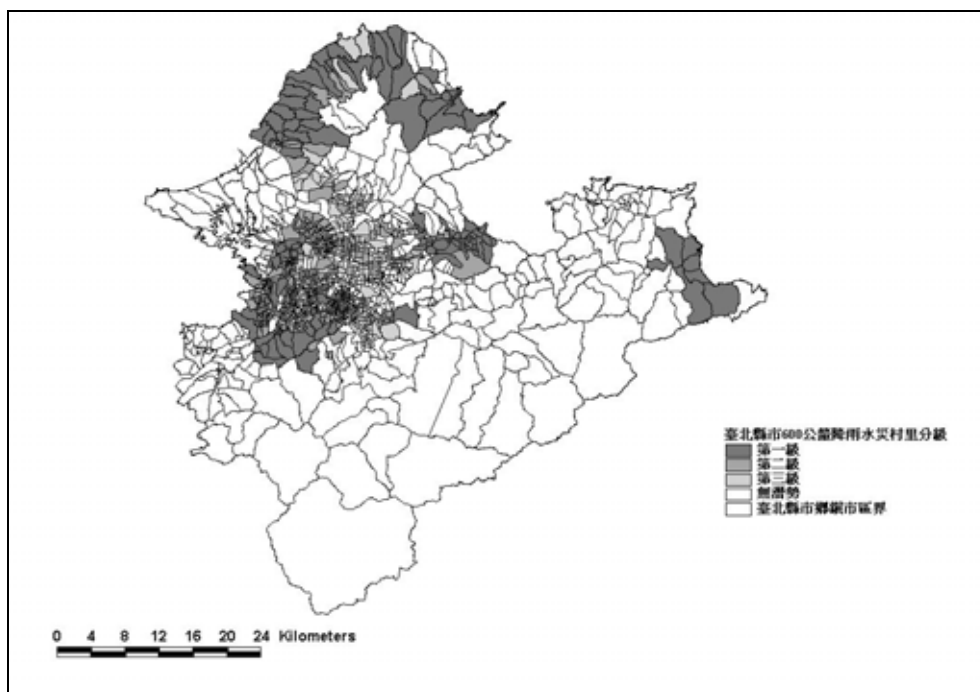 臺北縣市600公釐降雨水災村里分級
第一級
第二級
第三級
無潛勢
臺北縣市鄉鎮市區界
0 4 8 12 16 20 24 Kilometers